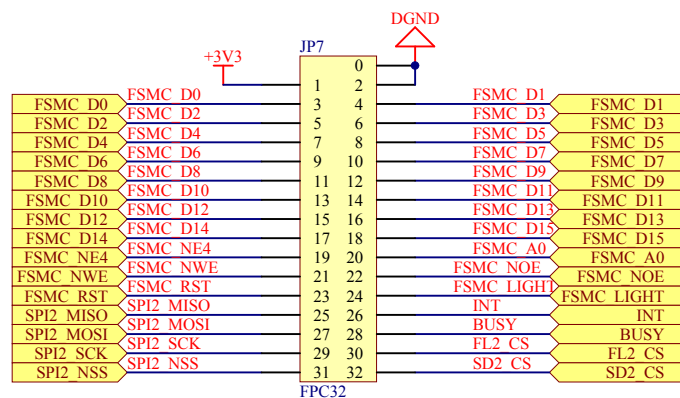 DGND
JP7
+3V3
0
1 2
FSMC_D0 FSMC_D0 3 4 FSMC_D1 FSMC_D1
FSMC_D2 FSMC_D2 5 6 FSMC_D3 FSMC_D3
FSMC_D4 FSMC_D4 7 8 FSMC_D5 FSMC_D5
FSMC_D6 FSMC_D6 9 10 FSMC_D7 FSMC_D7
FSMC_D8 FSMC_D8 11 12 FSMC_D9 FSMC_D9
FSMC_D10 FSMC_D10 13 14 FSMC_D11 FSMC_D11
FSMC_D12 FSMC_D12 15 16 FSMC_D13 FSMC_D13
FSMC_D14 FSMC_D14 17 18 FSMC_D15 FSMC_D15
FSMC_NE4 FSMC_NE4 19 20 FSMC_A0 FSMC_A0
FSMC_NWE FSMC_NWE 21 22 FSMC_NOE FSMC_NOE
FSMC_RST FSMC_RST 23 24 FSMC_LIGHT FSMC_LIGHT
SPI2_MISO SPI2_MISO 25 26 INT INT
SPI2_MOSI SPI2_MOSI 27 28 BUSY BUSY
SPI2_SCK SPI2_SCK 29 30 FL2_CS FL2_CS
SPI2_NSS SPI2_NSS 31 32 SD2_CS SD2_CS
FPC32